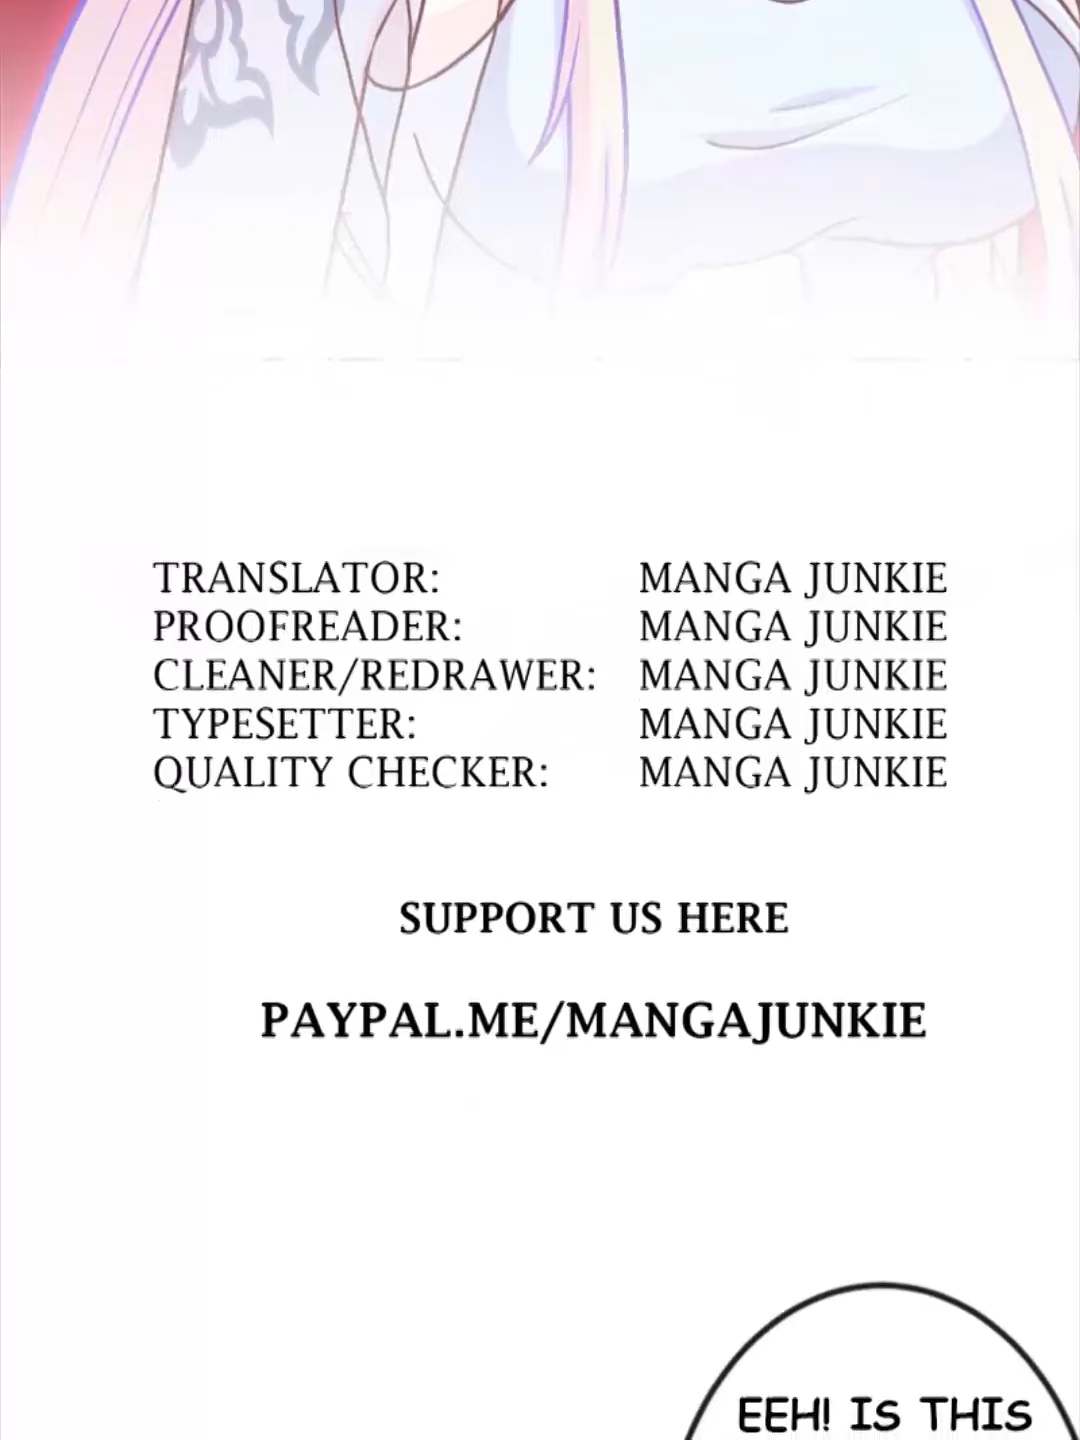 TRANSLATOR: MANGA JUNKIE
PROOFREADER: MANGA JUNKIE
CLEANER/REDRAWER: MANGA JUNKIE
TYPESETTER: MANGA JUNKIE
QUALITY CHECKER: MANGA JUNKIE
SUPPORT US HERE
PAYPAL.ME/MANGAJUNKIE
EEH! IS THIS